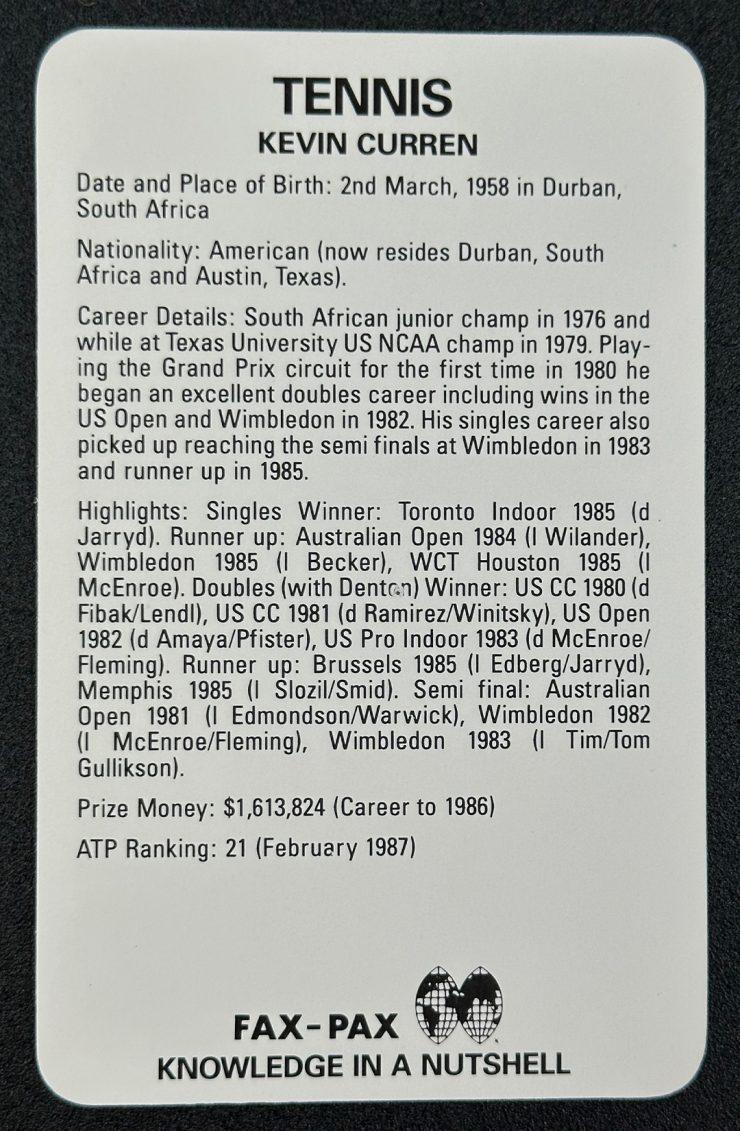 TENNIS
KEVIN CURREN
Date and Place of Birth: 2nd March, 1958 in Durban,
South Africa
Nationality: American (now resides Durban, South
Africa and Austin, Texas).
Career Details: South African junior champ in 1976 and
while at Texas University US NCAA champ in 1979. Play-
ing the Grand Prix circuit for the first time in 1980 he
began an excellent doubles career including wins in the
US Open and Wimbledon in 1982. His singles career also
picked up reaching the semi finals at Wimbledon in 1983
and runner up in 1985.
Highlights: Singles Winner: Toronto Indoor 1985 (d
Jarryd). Runner up: Australian Open 1984 (l Wilander),
Wimbledon 1985 (l Becker), WCT Houston 1985 (l
McEnroe). Doubles (with Denton) Winner: US CC 1980 (d
Fibak/Lendl), US CC 1981 (d Ramirez/Winitsky), US Open
1982 (d Amaya/Pfister), US Pro Indoor 1983 (d McEnroe/
Fleming). Runner up: Brussels 1985 (l Edberg/Jarryd),
Memphis 1985 (l Slozil/Smid). Semi final: Australian
Open 1981 (l Edmondson/Warwick), Wimbledon 1982
(l McEnroe/Fleming), Wimbledon 1983 (l Tim/Tom
Gullikson).
Prize Money: $1,613,824 (Career to 1986)
ATP Ranking: 21 (February 1987)
FAX-PAX
KNOWLEDGE IN A NUTSHELL